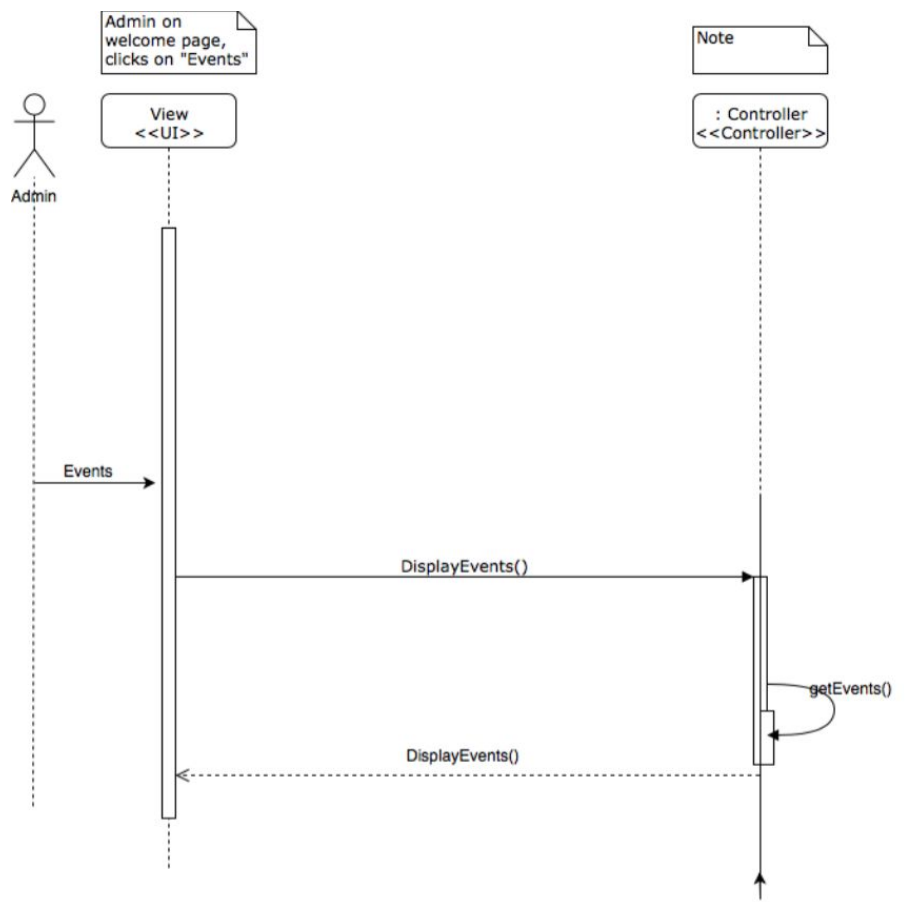 Admin on
welcome page,
clicks on "Events"
Note
View
<<UI>>
: Controller
<<Controller>>
Admin
Events
DisplayEvents()
getEvents()
DisplayEvents()